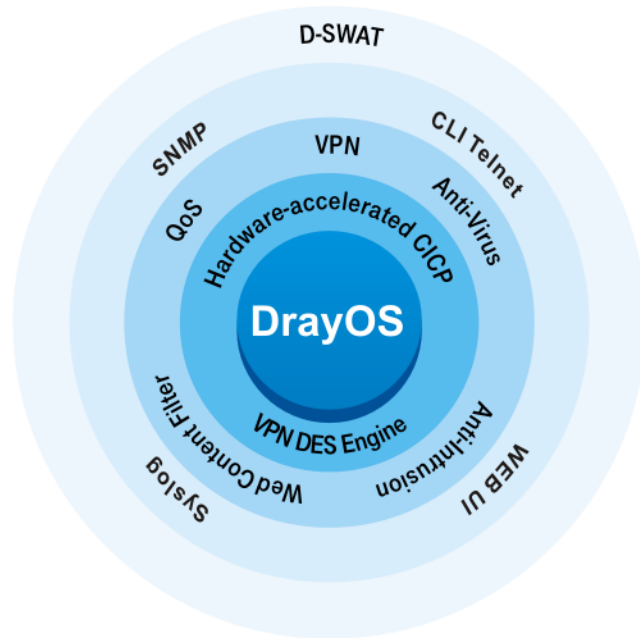 D-SWAT
SNMP
CLI Telnet
VPN
QoS
Anti-Virus
Hardware-accelerated CICP
DrayOS
VPN DES Engine
Wed Content Filter
Anti-Intrusion
Syslog
WEB UI